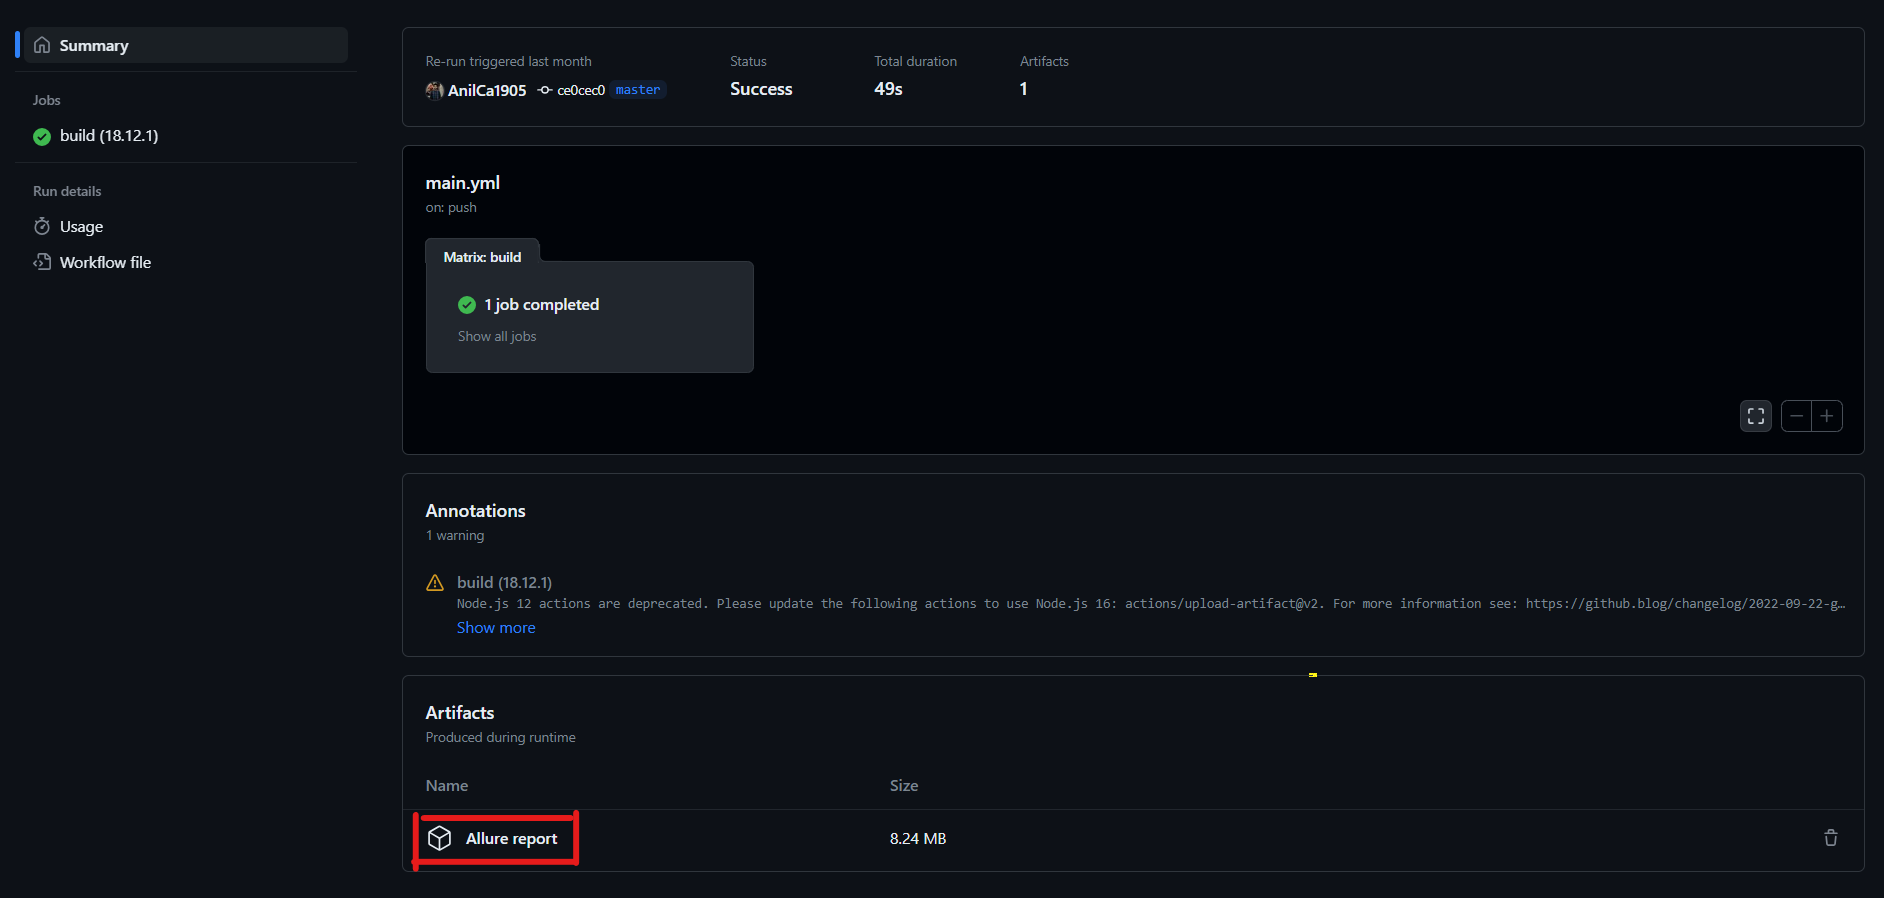 Summary
Jobs
build (18.12.1)
Run details
Usage
Workflow file
Re-run triggered last month
AnilCa1905 ce0cec0 master
Status
Success
Total duration
49s
Artifacts
1
main.yml
on: push
Matrix: build
1 job completed
Show all jobs
Annotations
1 warning
build (18.12.1)
Node.js 12 actions are deprecated. Please update the following actions to use Node.js 16: actions/upload-artifact@v2. For more information see: https://github.blog/changelog/2022-09-22-g…
Show more
Artifacts
Produced during runtime
Name Size
Allure report 8.24 MB